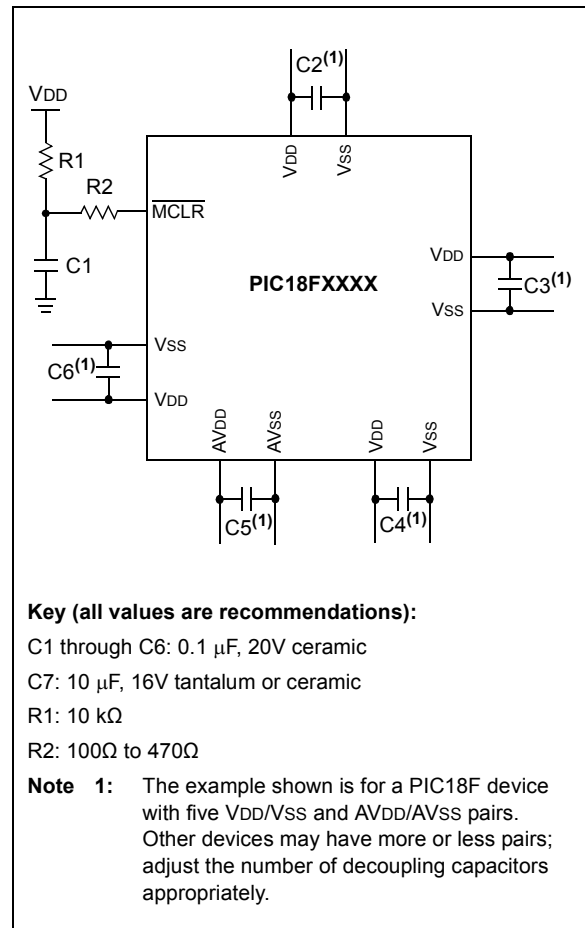 C2(1)
VDD
R1
R2
C1
VDD
VSS
MCLR
PIC18FXXXX
VDD
VSS
C3(1)
VSS
VDD
C6(1)
AVDD
AVSS
VDD
VSS
C5(1)
C4(1)
Key (all values are recommendations):
C1 through C6: 0.1 μF, 20V ceramic
C7: 10 μF, 16V tantalum or ceramic
R1: 10 kΩ
R2: 100Ω to 470Ω
Note 1: The example shown is for a PIC18F device
with five VDD/VSS and AVDD/AVSS pairs.
Other devices may have more or less pairs;
adjust the number of decoupling capacitors
appropriately.